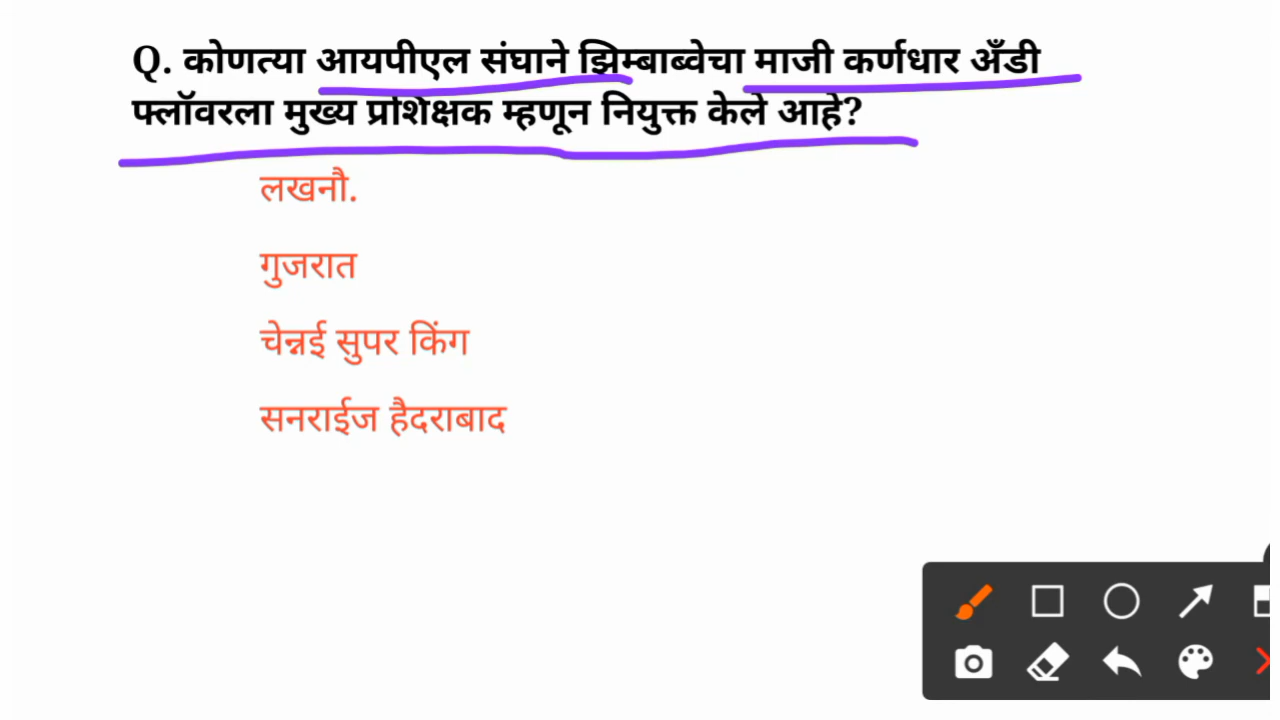 Q. कोणत्या आयपीएल संघाने झिम्बाब्वेचा माजी कर्णधार अँडी
फ्लॉवरला मुख्य प्रशिक्षक म्हणून नियुक्त केले आहे?
लखनौ.
गुजरात
चेन्नई सुपर किंग
सनराईज हैदराबाद